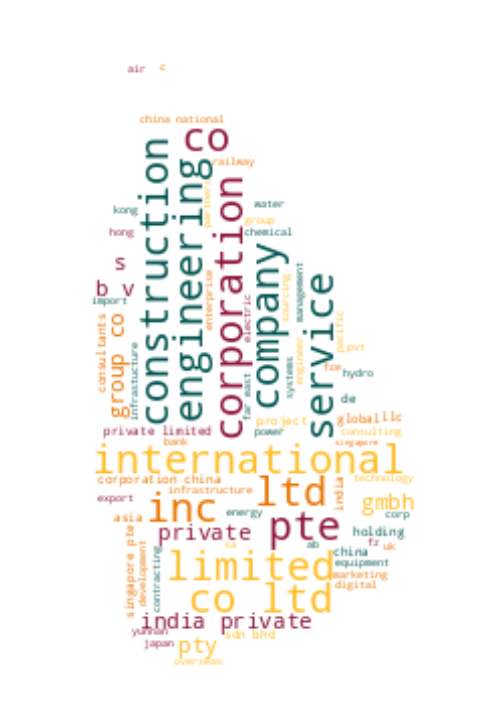 air
c
china national
co
railway
construction
engineering
corporation
partners
water
group
chemical
kong
hong
s
b v
import
company
service
enterprise
electric
sourcing
management
consultants
group co
infrastucture
far east
systems
engineer
pacific
pvt
fze
hydro
de
project
global
llc
private limited
power
consulting
bank
singapore
international
corporation china
infrastructure
ltd
india
technology
export
inc
gmbh
energy
corp
asia
pte
private
holding
singapore pte
development
contracting
sa
ab
fz
uk
china
limited
equipment
marketing
digital
co ltd
india private
yunnan
sdn bhd
japan
pty
overseas